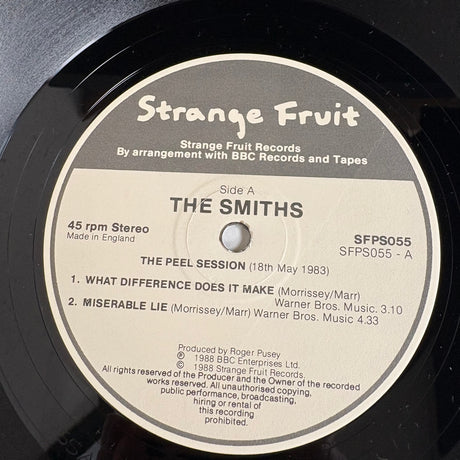 Strange Fruit
Strange Fruit Records
By arrangement with BBC Records and Tapes
Side A
THE SMITHS
45 rpm Stereo
Made in England
SFPS055
SFPS055 - A
THE PEEL SESSION (18th May 1983)
1. WHAT DIFFERENCE DOES IT MAKE (Morrissey/Marr)
Warner Bros. Music. 3.10
2. MISERABLE LIE (Morrissey/Marr) Warner Bros. Music 4.33
Produced by Roger Pusey
℗ 1988 BBC Enterprises Ltd.
© 1988 Strange Fruit Records.
All rights reserved of the Producer and the Owner of the recorded
works reserved. All unauthorised copying,
public performance, broadcasting,
hiring or rental of
this recording
prohibited.